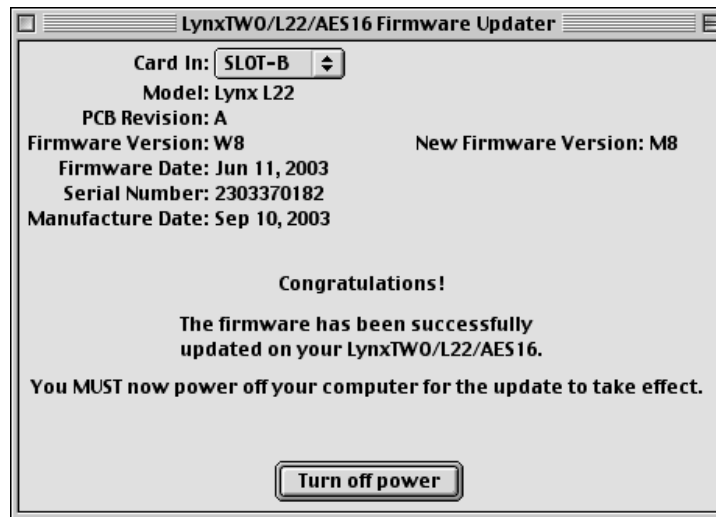 LynxTWO/L22/AES16 Firmware Updater
Card In: SLOT-B
Model: Lynx L22
PCB Revision: A
Firmware Version: W8 New Firmware Version: M8
Firmware Date: Jun 11, 2003
Serial Number: 2303370182
Manufacture Date: Sep 10, 2003
Congratulations!
The firmware has been successfully
updated on your LynxTWO/L22/AES16.
You MUST now power off your computer for the update to take effect.
Turn off power